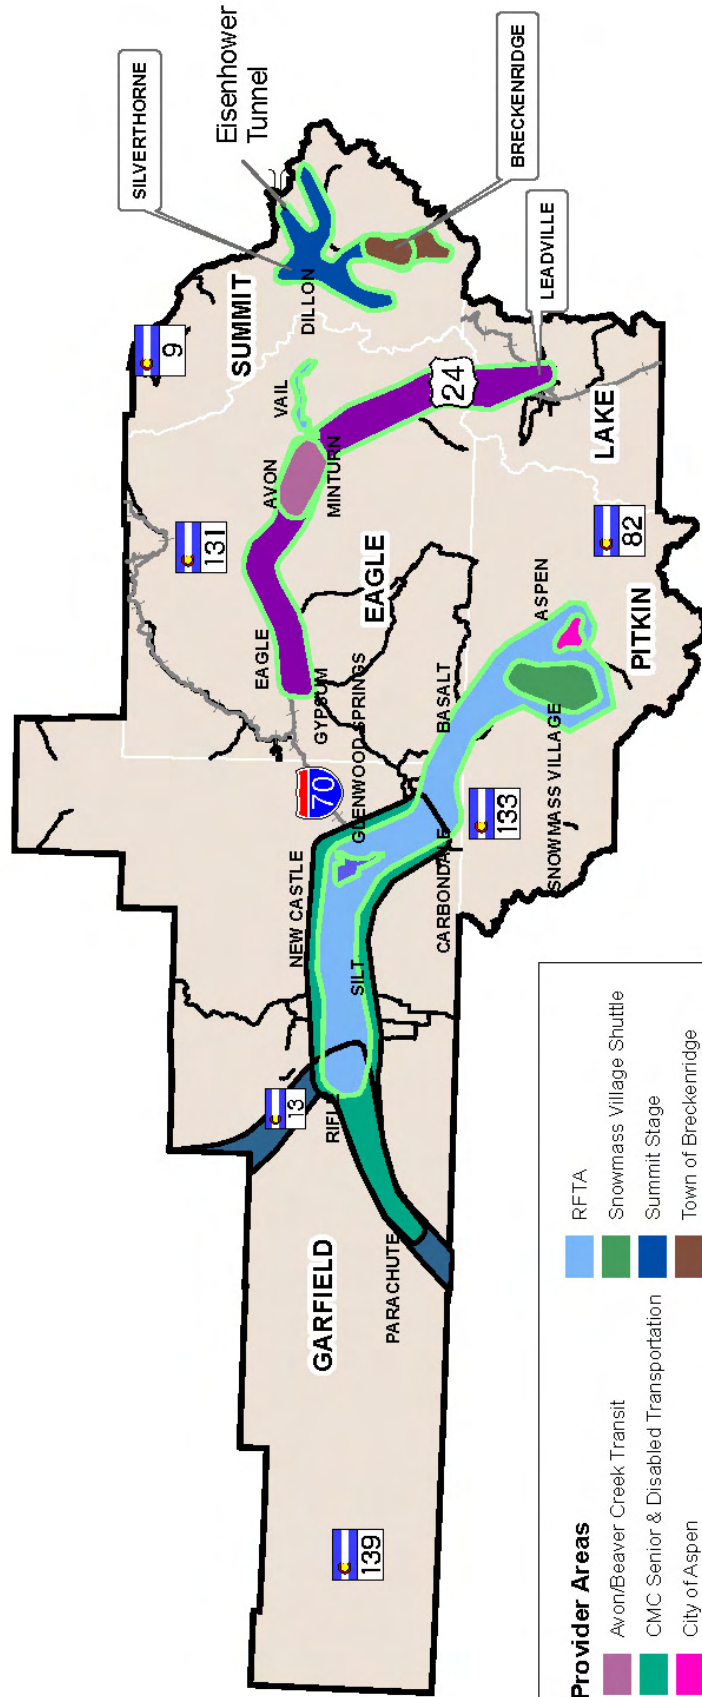 SILVERTHORNE
Eisenhower
Tunnel
BRECKENRIDGE
LEADVILLE
9
SUMMIT
DILLON
VAIL
24
131
AVON
MINTURN
LAKE
EAGLE
EAGLE
82
GYPSUM
GLENWOOD SPRINGS
70
BASALT
ASPEN
PITKIN
NEW CASTLE
CARBONDALE
133
SNOWMASS VILLAGE
SILT
13
RIFLE
GARFIELD
PARACHUTE
139
Provider Areas
Avon/Beaver Creek Transit
CMC Senior & Disabled Transportation
City of Aspen
RFTA
Snowmass Village Shuttle
Summit Stage
Town of Breckenridge